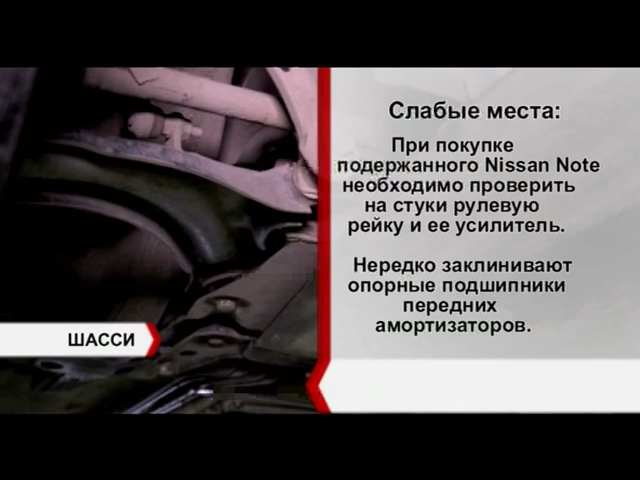 Слабые места:
При покупке
подержанного Nissan Note
необходимо проверить
на стуки рулевую
рейку и ее усилитель.
Нередко заклинивают
опорные подшипники
передних
амортизаторов.
ШАССИ